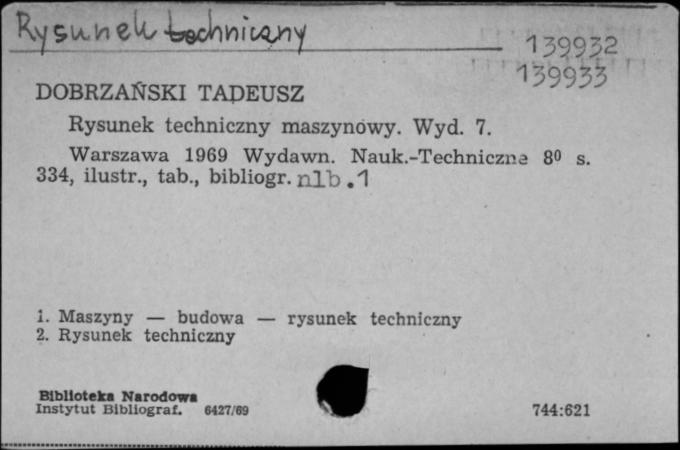 Rysunek techniczny
139932
139933
DOBRZAŃSKI TADEUSZ
Rysunek techniczny maszynowy. Wyd. 7.
Warszawa 1969 Wydawn. Nauk.-Techniczne 8⁰ s.
334, ilustr., tab., bibliogr. nlb.1
1. Maszyny — budowa — rysunek techniczny
2. Rysunek techniczny
Biblioteka Narodowa
Instytut Bibliograf. 6427/69
744:621